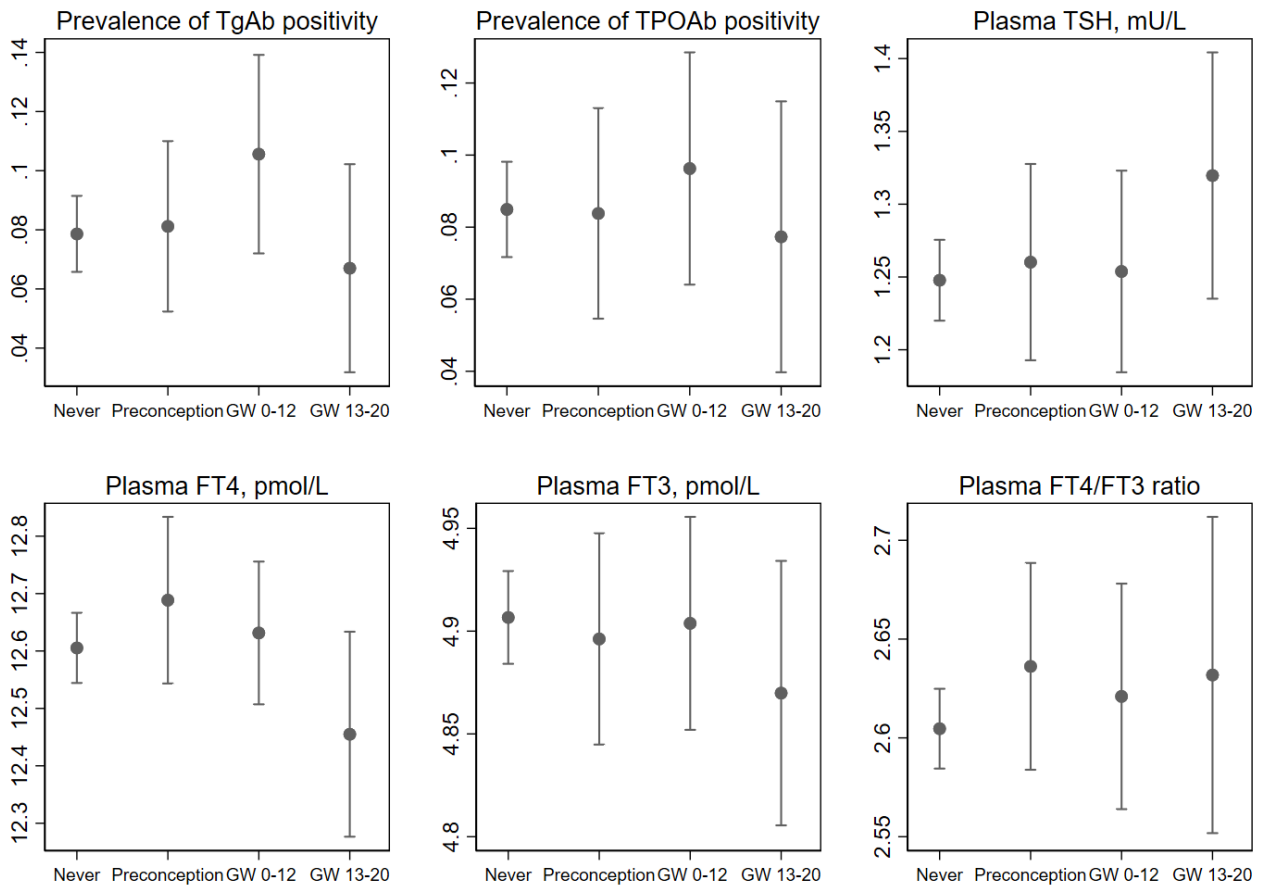 Prevalence of TgAb positivity
.14
.12
.1
.08
.06
.04
Never Preconception GW 0-12 GW 13-20
Prevalence of TPOAb positivity
.12
.1
.08
.06
.04
Never Preconception GW 0-12 GW 13-20
Plasma TSH, mU/L
1.4
1.35
1.3
1.25
1.2
Never Preconception GW 0-12 GW 13-20
Plasma FT4, pmol/L
12.8
12.7
12.6
12.5
12.4
12.3
Never Preconception GW 0-12 GW 13-20
Plasma FT3, pmol/L
4.95
4.9
4.85
4.8
Never Preconception GW 0-12 GW 13-20
Plasma FT4/FT3 ratio
2.7
2.65
2.6
2.55
Never Preconception GW 0-12 GW 13-20